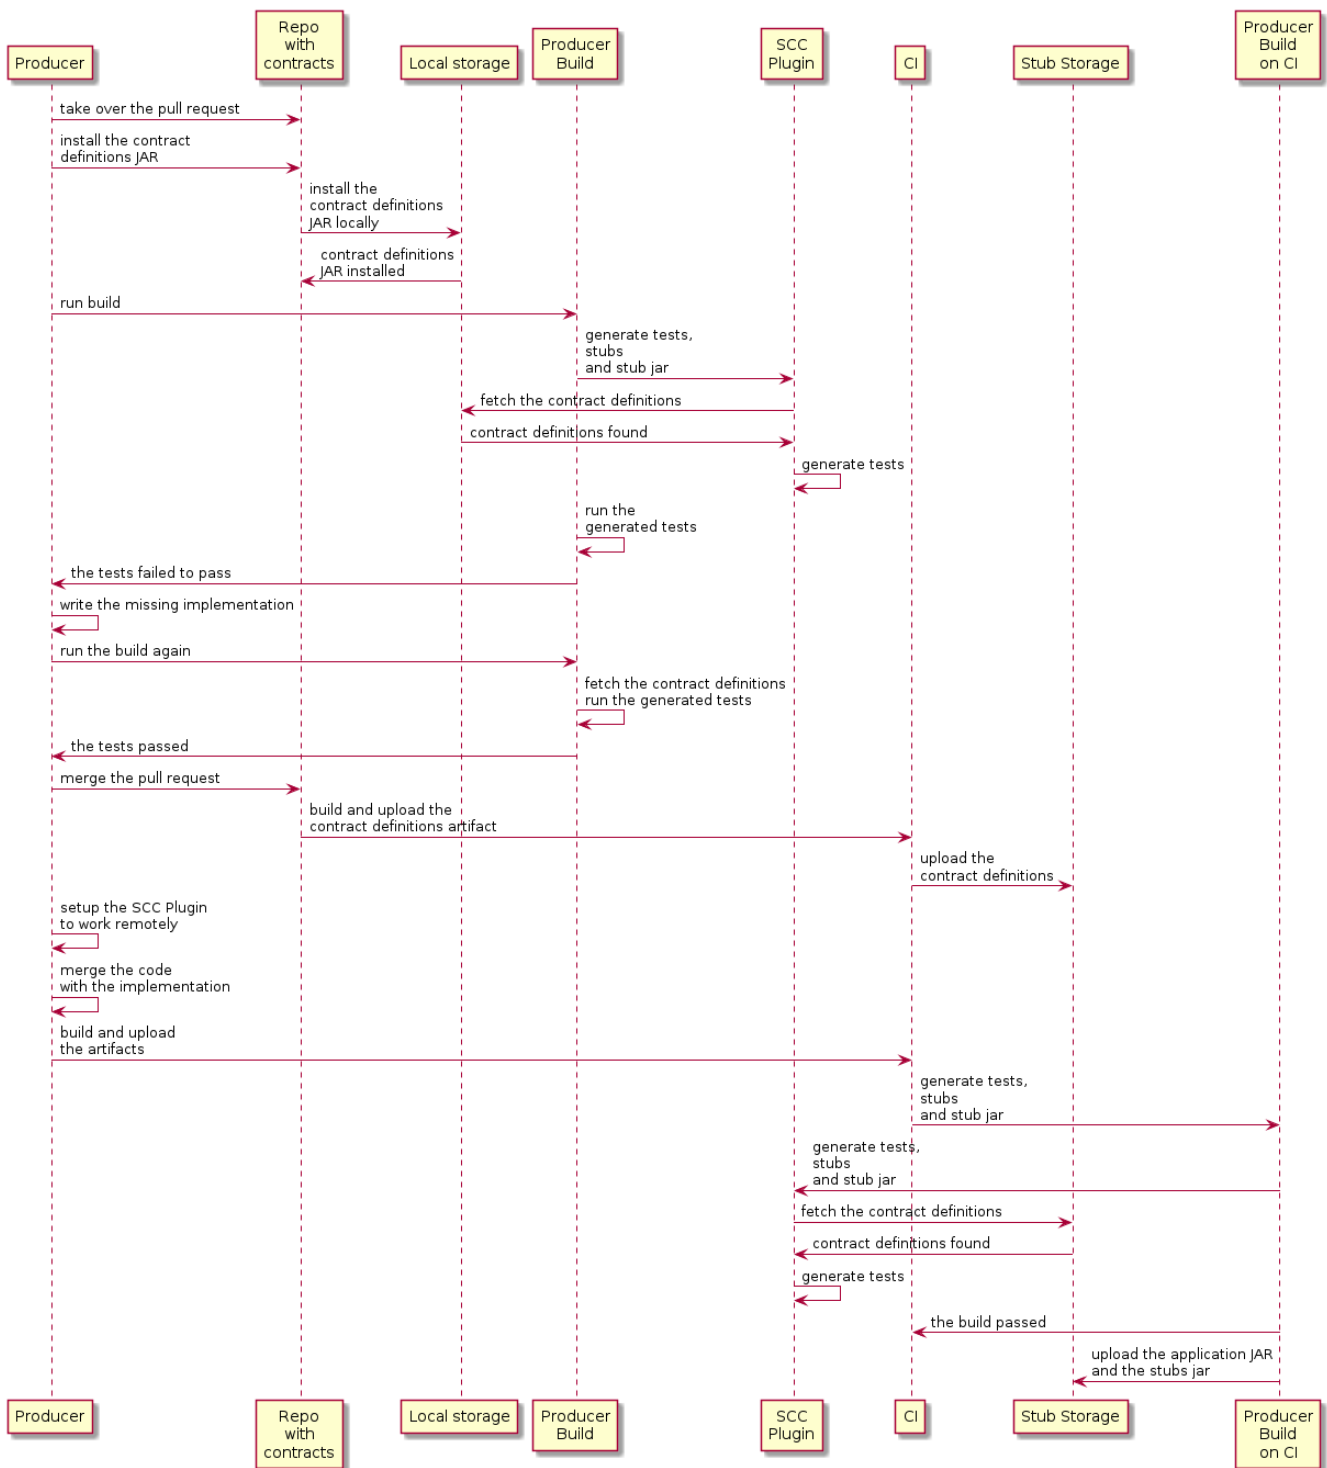 Producer
Repo
with
contracts
Local storage
Producer
Build
SCC
Plugin
CI
Stub Storage
Producer
Build
on CI
take over the pull request
install the contract
definitions JAR
install the
contract definitions
JAR locally
contract definitions
JAR installed
run build
generate tests,
stubs
and stub jar
fetch the contract definitions
contract definitions found
generate tests
run the
generated tests
the tests failed to pass
write the missing implementation
run the build again
fetch the contract definitions
run the generated tests
the tests passed
merge the pull request
build and upload the
contract definitions artifact
upload the
contract definitions
setup the SCC Plugin
to work remotely
merge the code
with the implementation
build and upload
the artifacts
generate tests,
stubs
and stub jar
generate tests,
stubs
and stub jar
fetch the contract definitions
contract definitions found
generate tests
the build passed
upload the application JAR
and the stubs jar
Producer
Repo
with
contracts
Local storage
Producer
Build
SCC
Plugin
CI
Stub Storage
Producer
Build
on CI